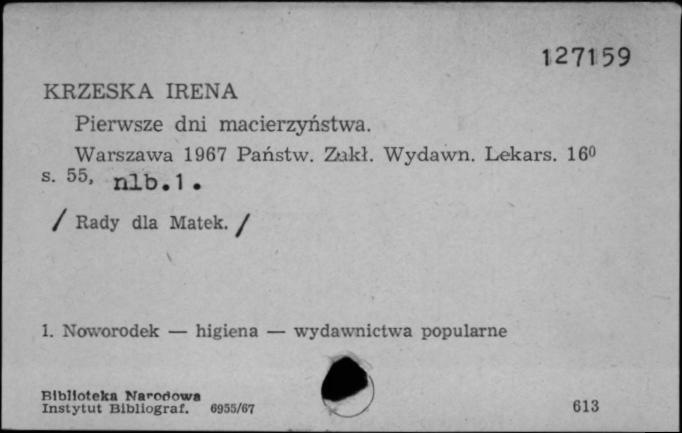 127159
KRZESKA IRENA
Pierwsze dni macierzyństwa.
Warszawa 1967 Państw. Zakł. Wydawn. Lekars. 16⁰
s. 55, nlb.1.
/ Rady dla Matek. /
1. Noworodek — higiena — wydawnictwa popularne
Biblioteka Narodowa
Instytut Bibliograf. 6955/67
613